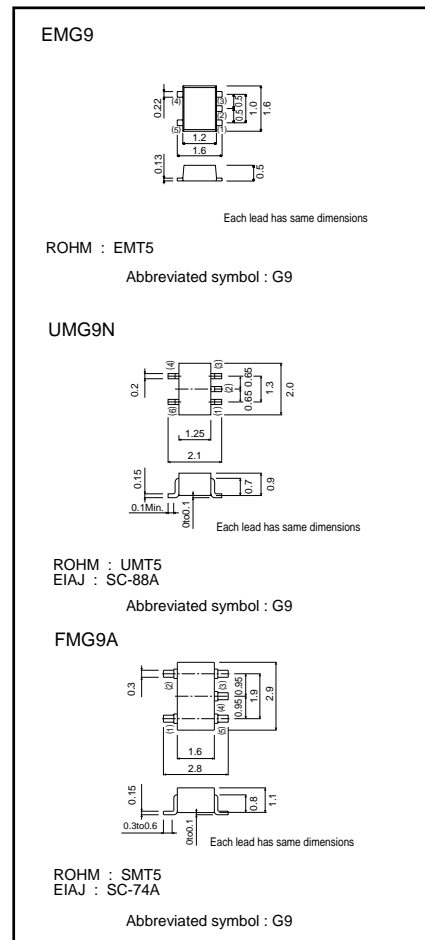 EMG9
0.22
(4)
(3)
(2)
(5)
(1)
0.5 0.5
1.0
1.6
1.2
1.6
0.13
0.5
Each lead has same dimensions
ROHM : EMT5
Abbreviated symbol : G9
UMG9N
0.2
(4)
(3)
(2)
(6)
(1)
0.65 0.65
1.3
2.0
1.25
2.1
0.15
0.1Min.
0to0.1
0.7
0.9
Each lead has same dimensions
ROHM : UMT5
EIAJ : SC-88A
Abbreviated symbol : G9
FMG9A
0.3
(2)
(3)
(4)
(1)
(5)
0.95 0.95
1.9
2.9
1.6
2.8
0.15
0.3to0.6
0to0.1
0.8
1.1
Each lead has same dimensions
ROHM : SMT5
EIAJ : SC-74A
Abbreviated symbol : G9